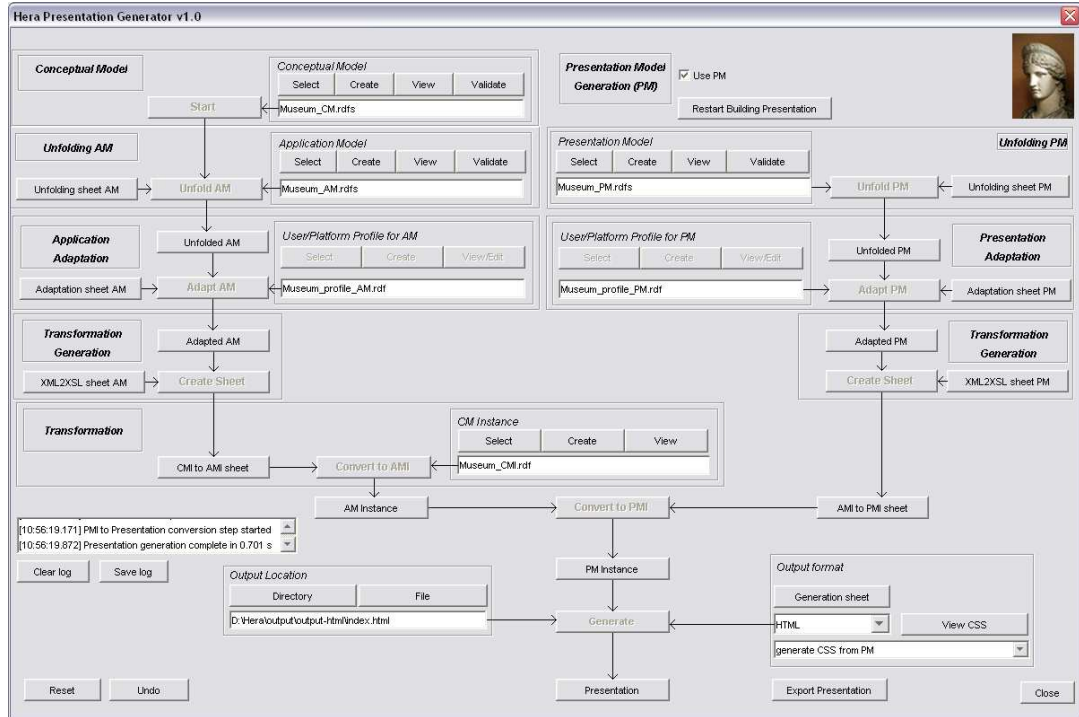 Hera Presentation Generator v1.0
Conceptual Model
Conceptual Model
Select Create View Validate
Start
Museum_CM.rdfs
Presentation Model
Generation (PM)
Use PM
Restart Building Presentation
Unfolding AM
Application Model
Select Create View Validate
Unfolding sheet AM
Unfold AM
Museum_AM.rdfs
Presentation Model
Select Create View Validate
Museum_PM.rdfs
Unfold PM
Unfolding PM
Unfolding sheet PM
Application
Adaptation
Unfolded AM
User/Platform Profile for AM
Select Create View/Edit
Adaptation sheet AM
Adapt AM
Museum_profile_AM.rdf
User/Platform Profile for PM
Select Create View/Edit
Museum_profile_PM.rdf
Unfolded PM
Presentation
Adaptation
Adapt PM
Adaptation sheet PM
Transformation
Generation
Adapted AM
XML2XSL sheet AM
Create Sheet
Adapted PM
Transformation
Generation
Create Sheet
XML2XSL sheet PM
Transformation
CM Instance
Select Create View
CMI to AMI sheet
Convert to AMI
Museum_CMI.rdf
AM Instance
Convert to PMI
AMI to PMI sheet
[10:56:19.171] PMI to Presentation conversion step started
[10:56:19.872] Presentation generation complete in 0.701 s
Clear log
Save log
PM Instance
Output Location
Directory File
D:\Hera\output\output-html\index.html
Generate
Output format
Generation sheet
HTML
View CSS
generate CSS from PM
Reset
Undo
Presentation
Export Presentation
Close